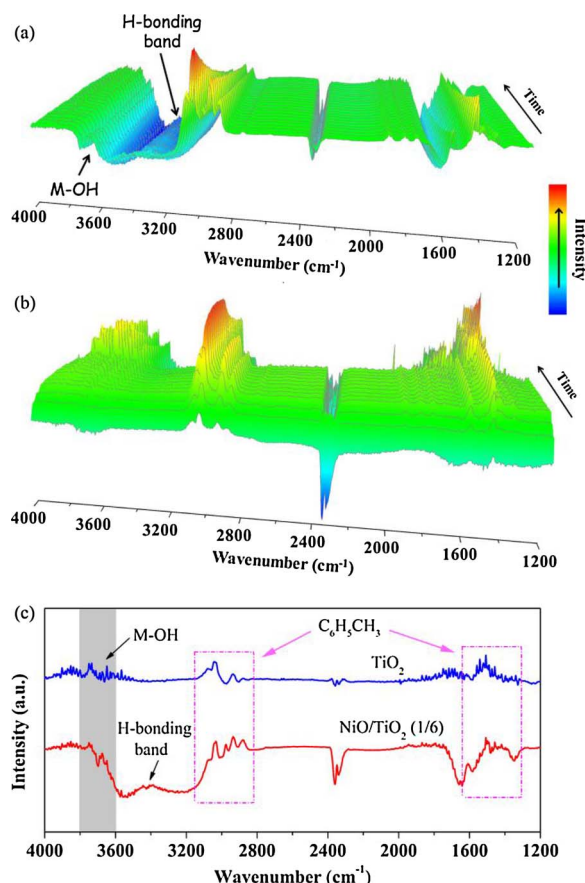 (a)
H-bonding
band
M-OH
Time
4000
3600
3200
2800
2400
2000
1600
1200
Wavenumber (cm⁻¹)
Intensity
(b)
Time
4000
3600
3200
2800
2400
2000
1600
1200
Wavenumber (cm⁻¹)
(c)
M-OH
C₆H₅CH₃
TiO₂
H-bonding
band
NiO/TiO₂ (1/6)
Intensity (a.u.)
4000
3600
3200
2800
2400
2000
1600
1200
Wavenumber (cm⁻¹)